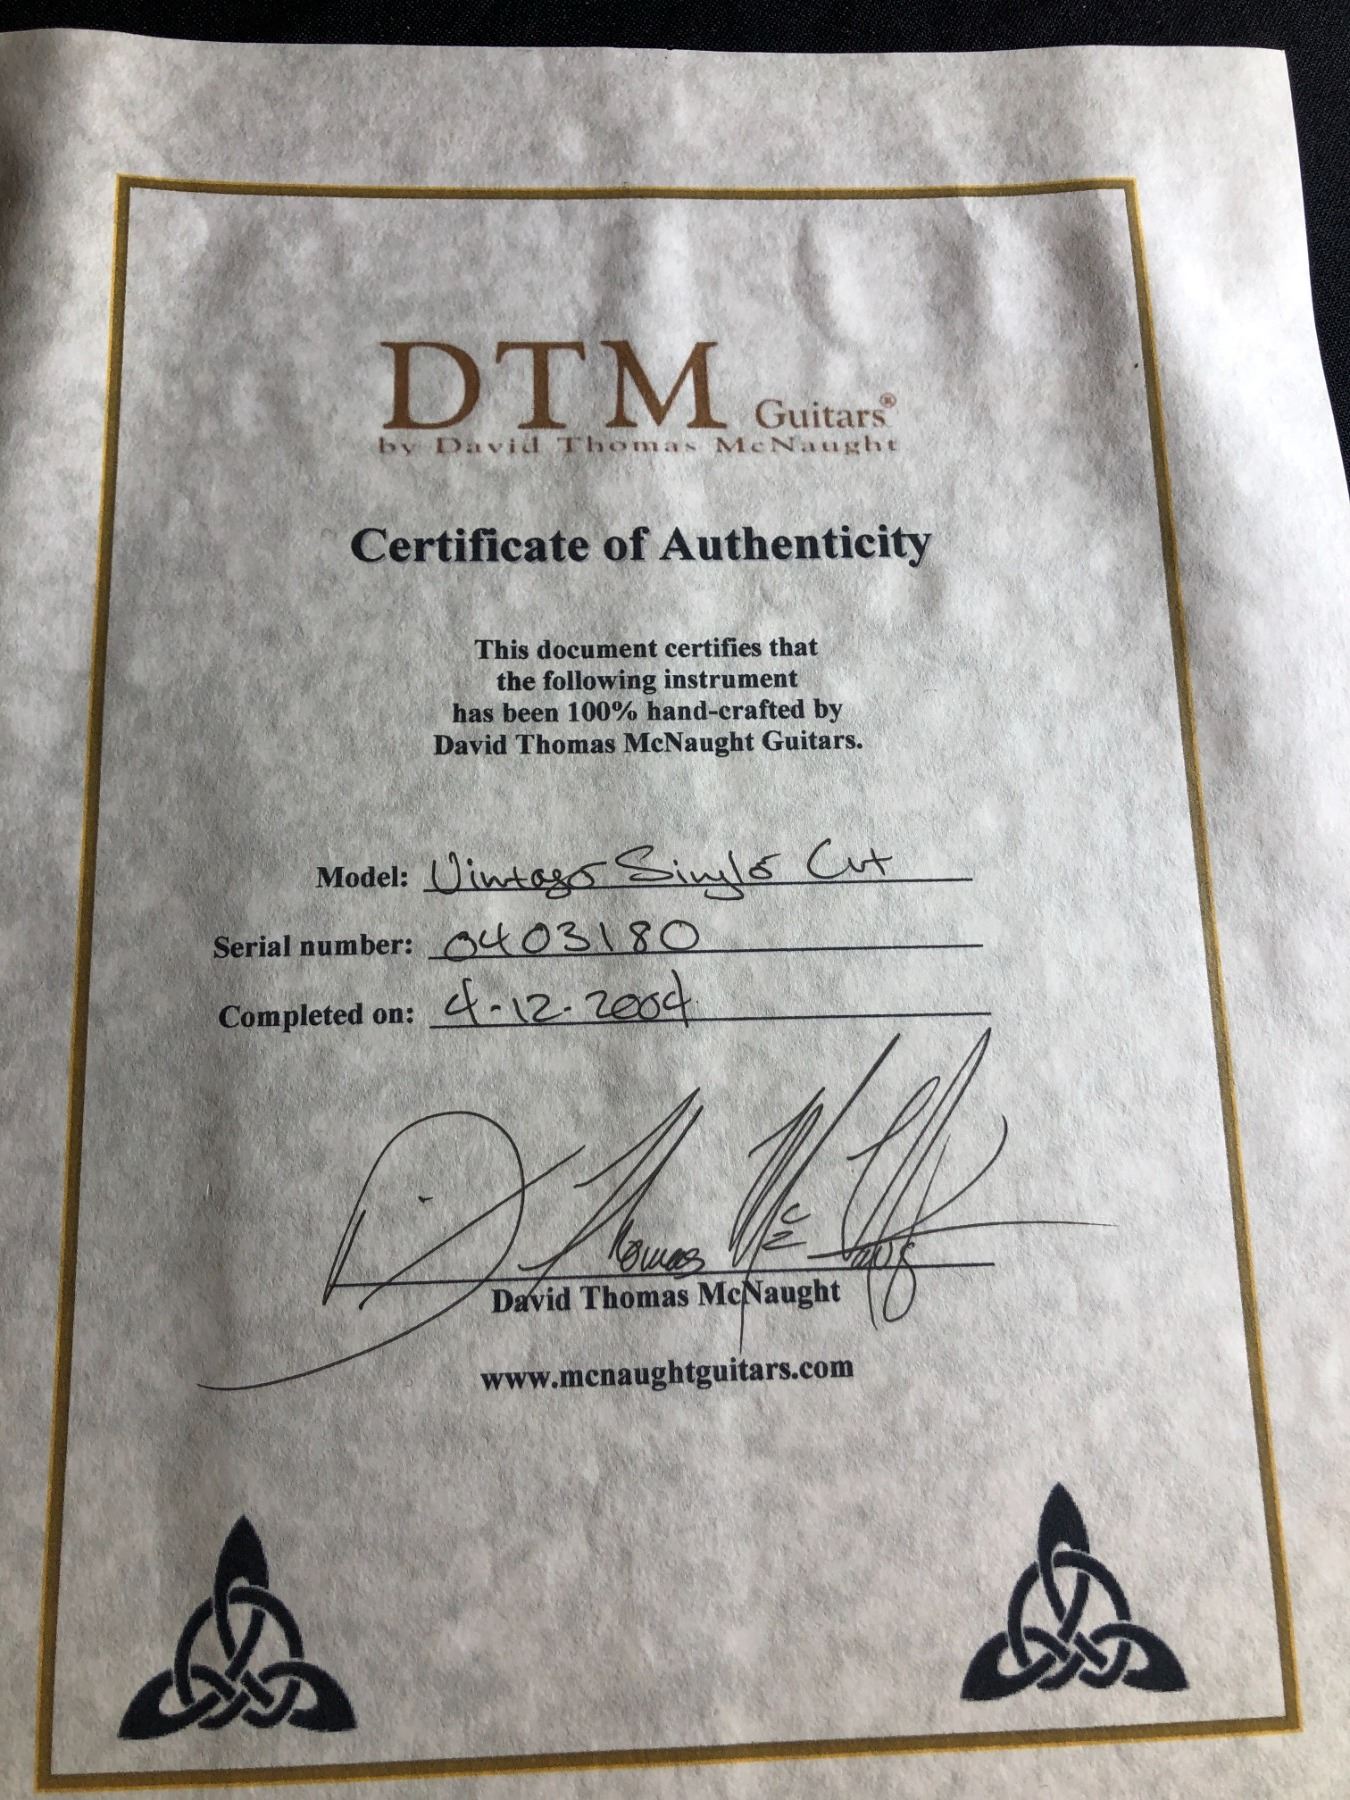 DTM Guitars®
by David Thomas McNaught
Certificate of Authenticity
This document certifies that
the following instrument
has been 100% hand-crafted by
David Thomas McNaught Guitars.
Model: Vintage Single Cut
Serial number: 0403180
Completed on: 4-12-2004
David Thomas McNaught
www.mcnaughtguitars.com